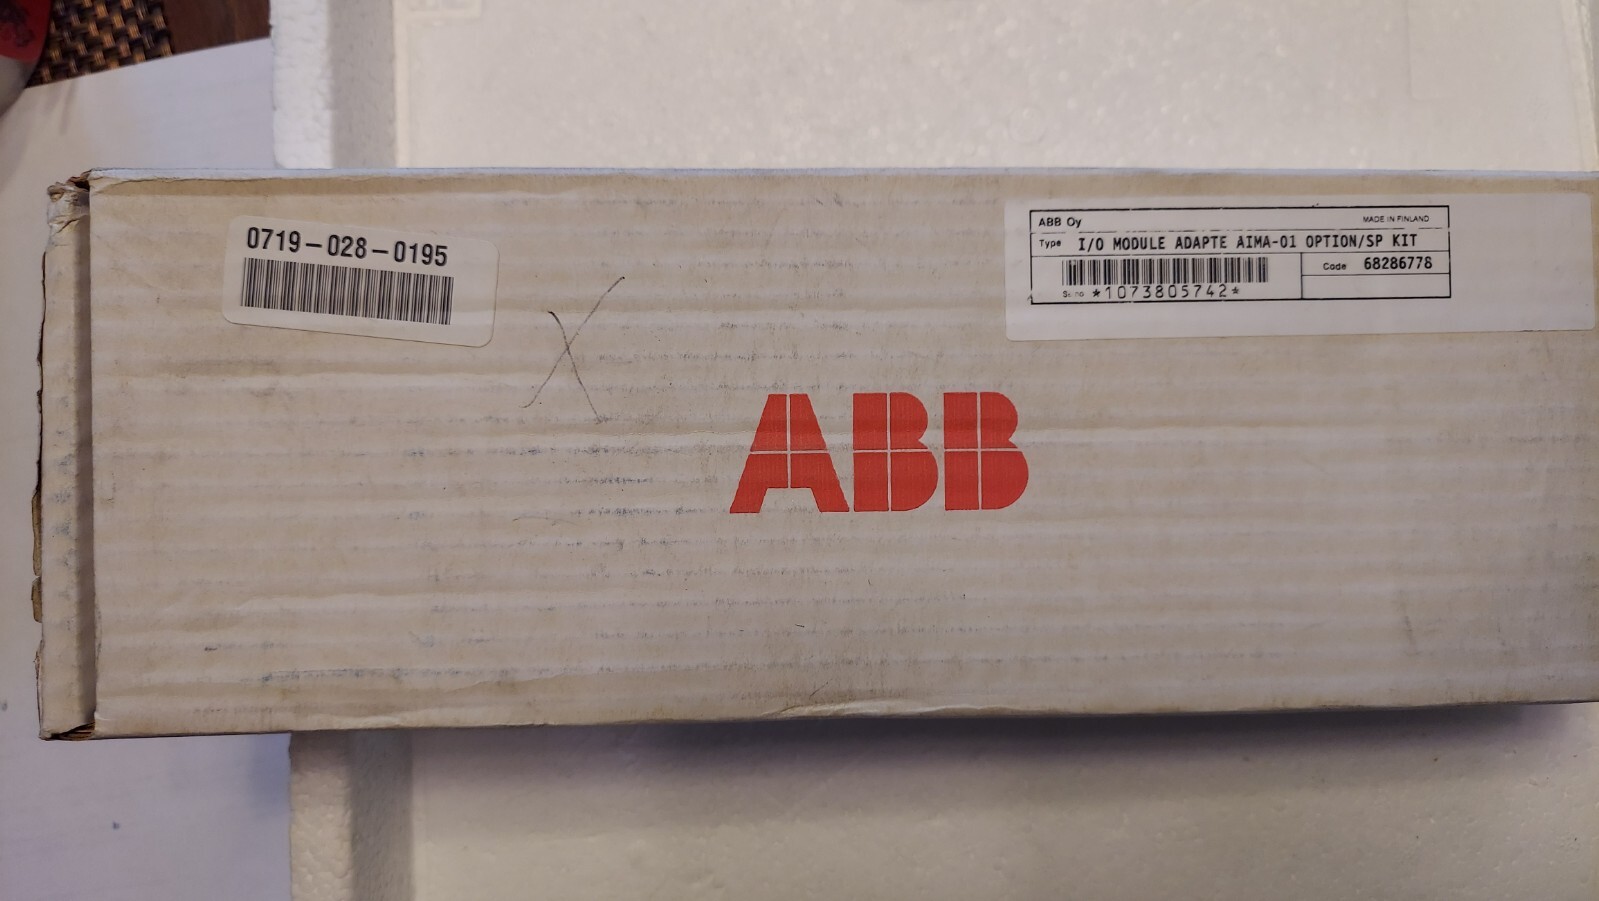 0719-028-0195
ABB Oy
MADE IN FINLAND
Type I/O MODULE ADAPTE AIMA-01 OPTION/SP KIT
Code 68286778
*1073805742*
X
ABB